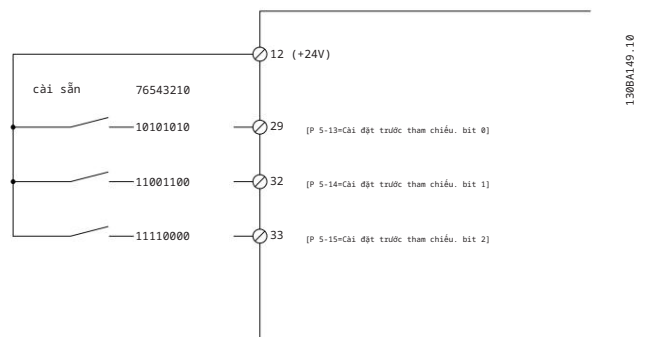 12 (+24V)
130BA149.10
cài sẵn 76543210
10101010 29 [P 5-13=Cài đặt trước tham chiếu. bit 0]
11001100 32 [P 5-14=Cài đặt trước tham chiếu. bit 1]
11110000 33 [P 5-15=Cài đặt trước tham chiếu. bit 2]